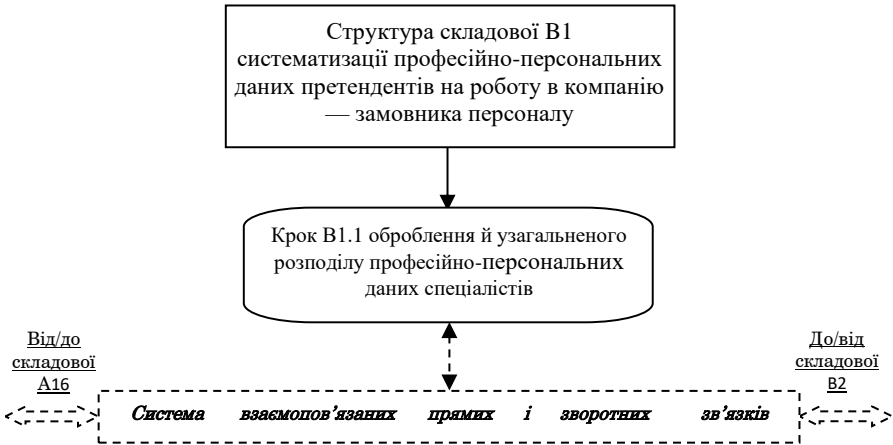 Структура складової В1
систематизації професійно-персональних
даних претендентів на роботу в компанію
— замовника персоналу
Крок В1.1 оброблення й узагальненого
розподілу професійно-персональних
даних спеціалістів
Від/до
складової
А16
До/від
складової
В2
Система взаємопов’язаних прямих і зворотних зв’язків